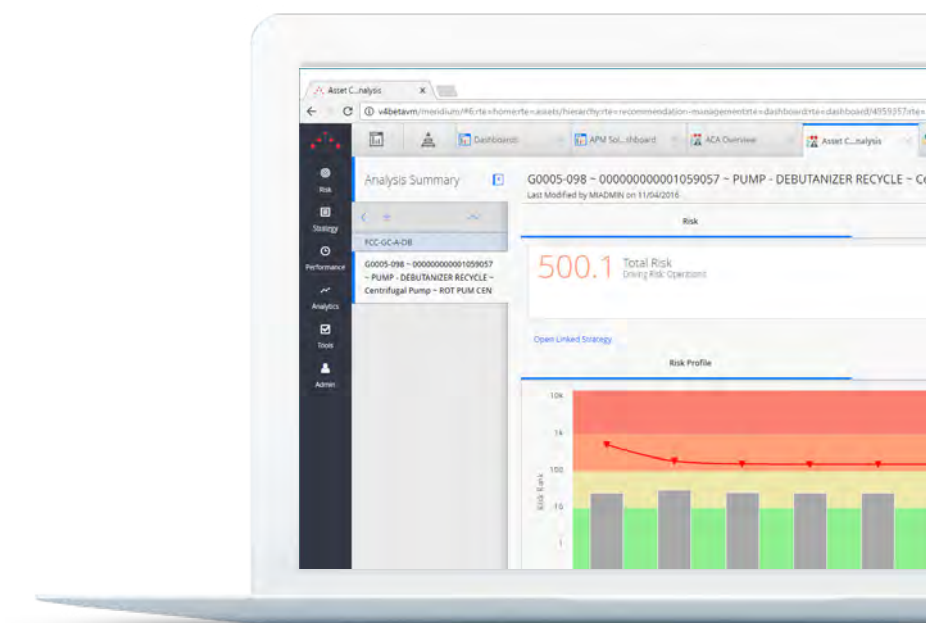 Asset C...nalysis x
v4betavm/meridium/#6;rte=home;rte=assets/hierarchy;rte=recommendation-management;rte=dashboard;rte=dashboard/4959357;rte=
Dashboards APM Sol...shboard ACA Overview Asset C...nalysis
Risk
Strategy
Performance
Analytics
Tools
Admin
Analysis Summary
FCC-GC-A-DB
G0005-098 ~ 000000000001059057
~ PUMP - DEBUTANIZER RECYCLE ~
Centrifugal Pump ~ ROT PUM CEN
G0005-098 ~ 000000000001059057 ~ PUMP - DEBUTANIZER RECYCLE ~ Ce
Last Modified by MIADMIN on 11/04/2016
Risk
500.1 Total Risk
Driving Risk: Operations
Open Linked Strategy
Risk Profile
Risk Rank
10k
1k
100
10
1